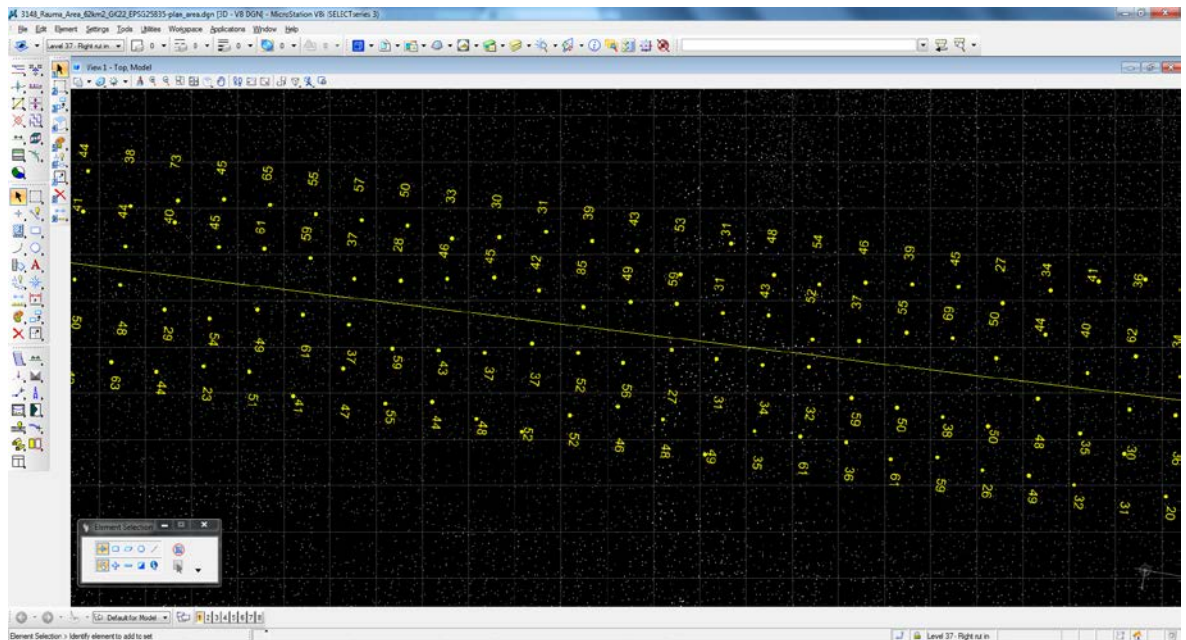 3148_Rauma_Area_62km2_GK22_EPSG25835-plan_area.dgn [3D - V8 DGN] - MicroStation V8i (SELECTseries 3)
File Edit Element Settings Tools Utilities Workspace Applications Window Help
Level 37 - Right rut in 0 0 0 0 0
View 1 - Top, Model
44 38 73 45 65 55 57 50 33 30 31 39 43 53 31 48 54 46 39 45 27 34 41 36
41 44 40 45 61 59 37 28 46 45 42 85 49 59 31 43 52 37 55 69 50 44 40 62
50 48 29 54 49 61 37 59 43 37 37 52 56 27 31 34 32 59 50 38 50 48 35 30 36
63 44 23 51 41 47 55 44 48 52 52 46 48 49 35 61 36 61 59 26 49 32 31 20
Element Selection
Default for Model 1 2 3 4 5 6 7 8
Element Selection > Identify element to add to set
Level 37 - Right rut in